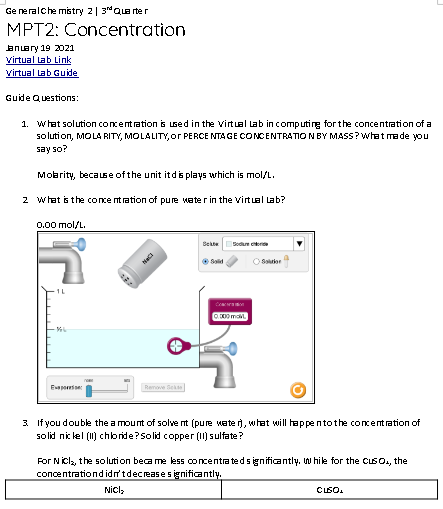 General Chemistry 2 | 3rd Quarter
MPT2: Concentration
January 19 2021
Virtual Lab Link
Virtual Lab Guide
Guide Questions:
1. What solution concentration is used in the Virtual Lab in computing for the concentration of a
solution, MOLARITY, MOLALITY, or PERCENTAGE CONCENTRATION BY MASS? What made you
say so?
Molarity, because of the unit it displays which is mol/L.
2 What is the concentration of pure water in the Virtual Lab?
0.00 mol/L.
Solute: Sodium chloride
Solid Solution
NaCl
1 L
Concentration
0.000 mol/L
½ L
Evaporation: none lots
Remove Solute
3. If you double the amount of solvent (pure water), what will happen to the concentration of
solid nickel (II) chloride? Solid copper (II) sulfate?
For NiCl₂, the solution became less concentrated significantly. While for the CuSO₄, the
concentration didn't decrease significantly.
NiCl₂ CuSO₄